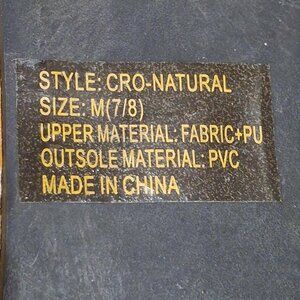 STYLE: CRO-NATURAL
SIZE: M(7/8)
UPPER MATERIAL: FABRIC+PU
OUTSOLE MATERIAL: PVC
MADE IN CHINA